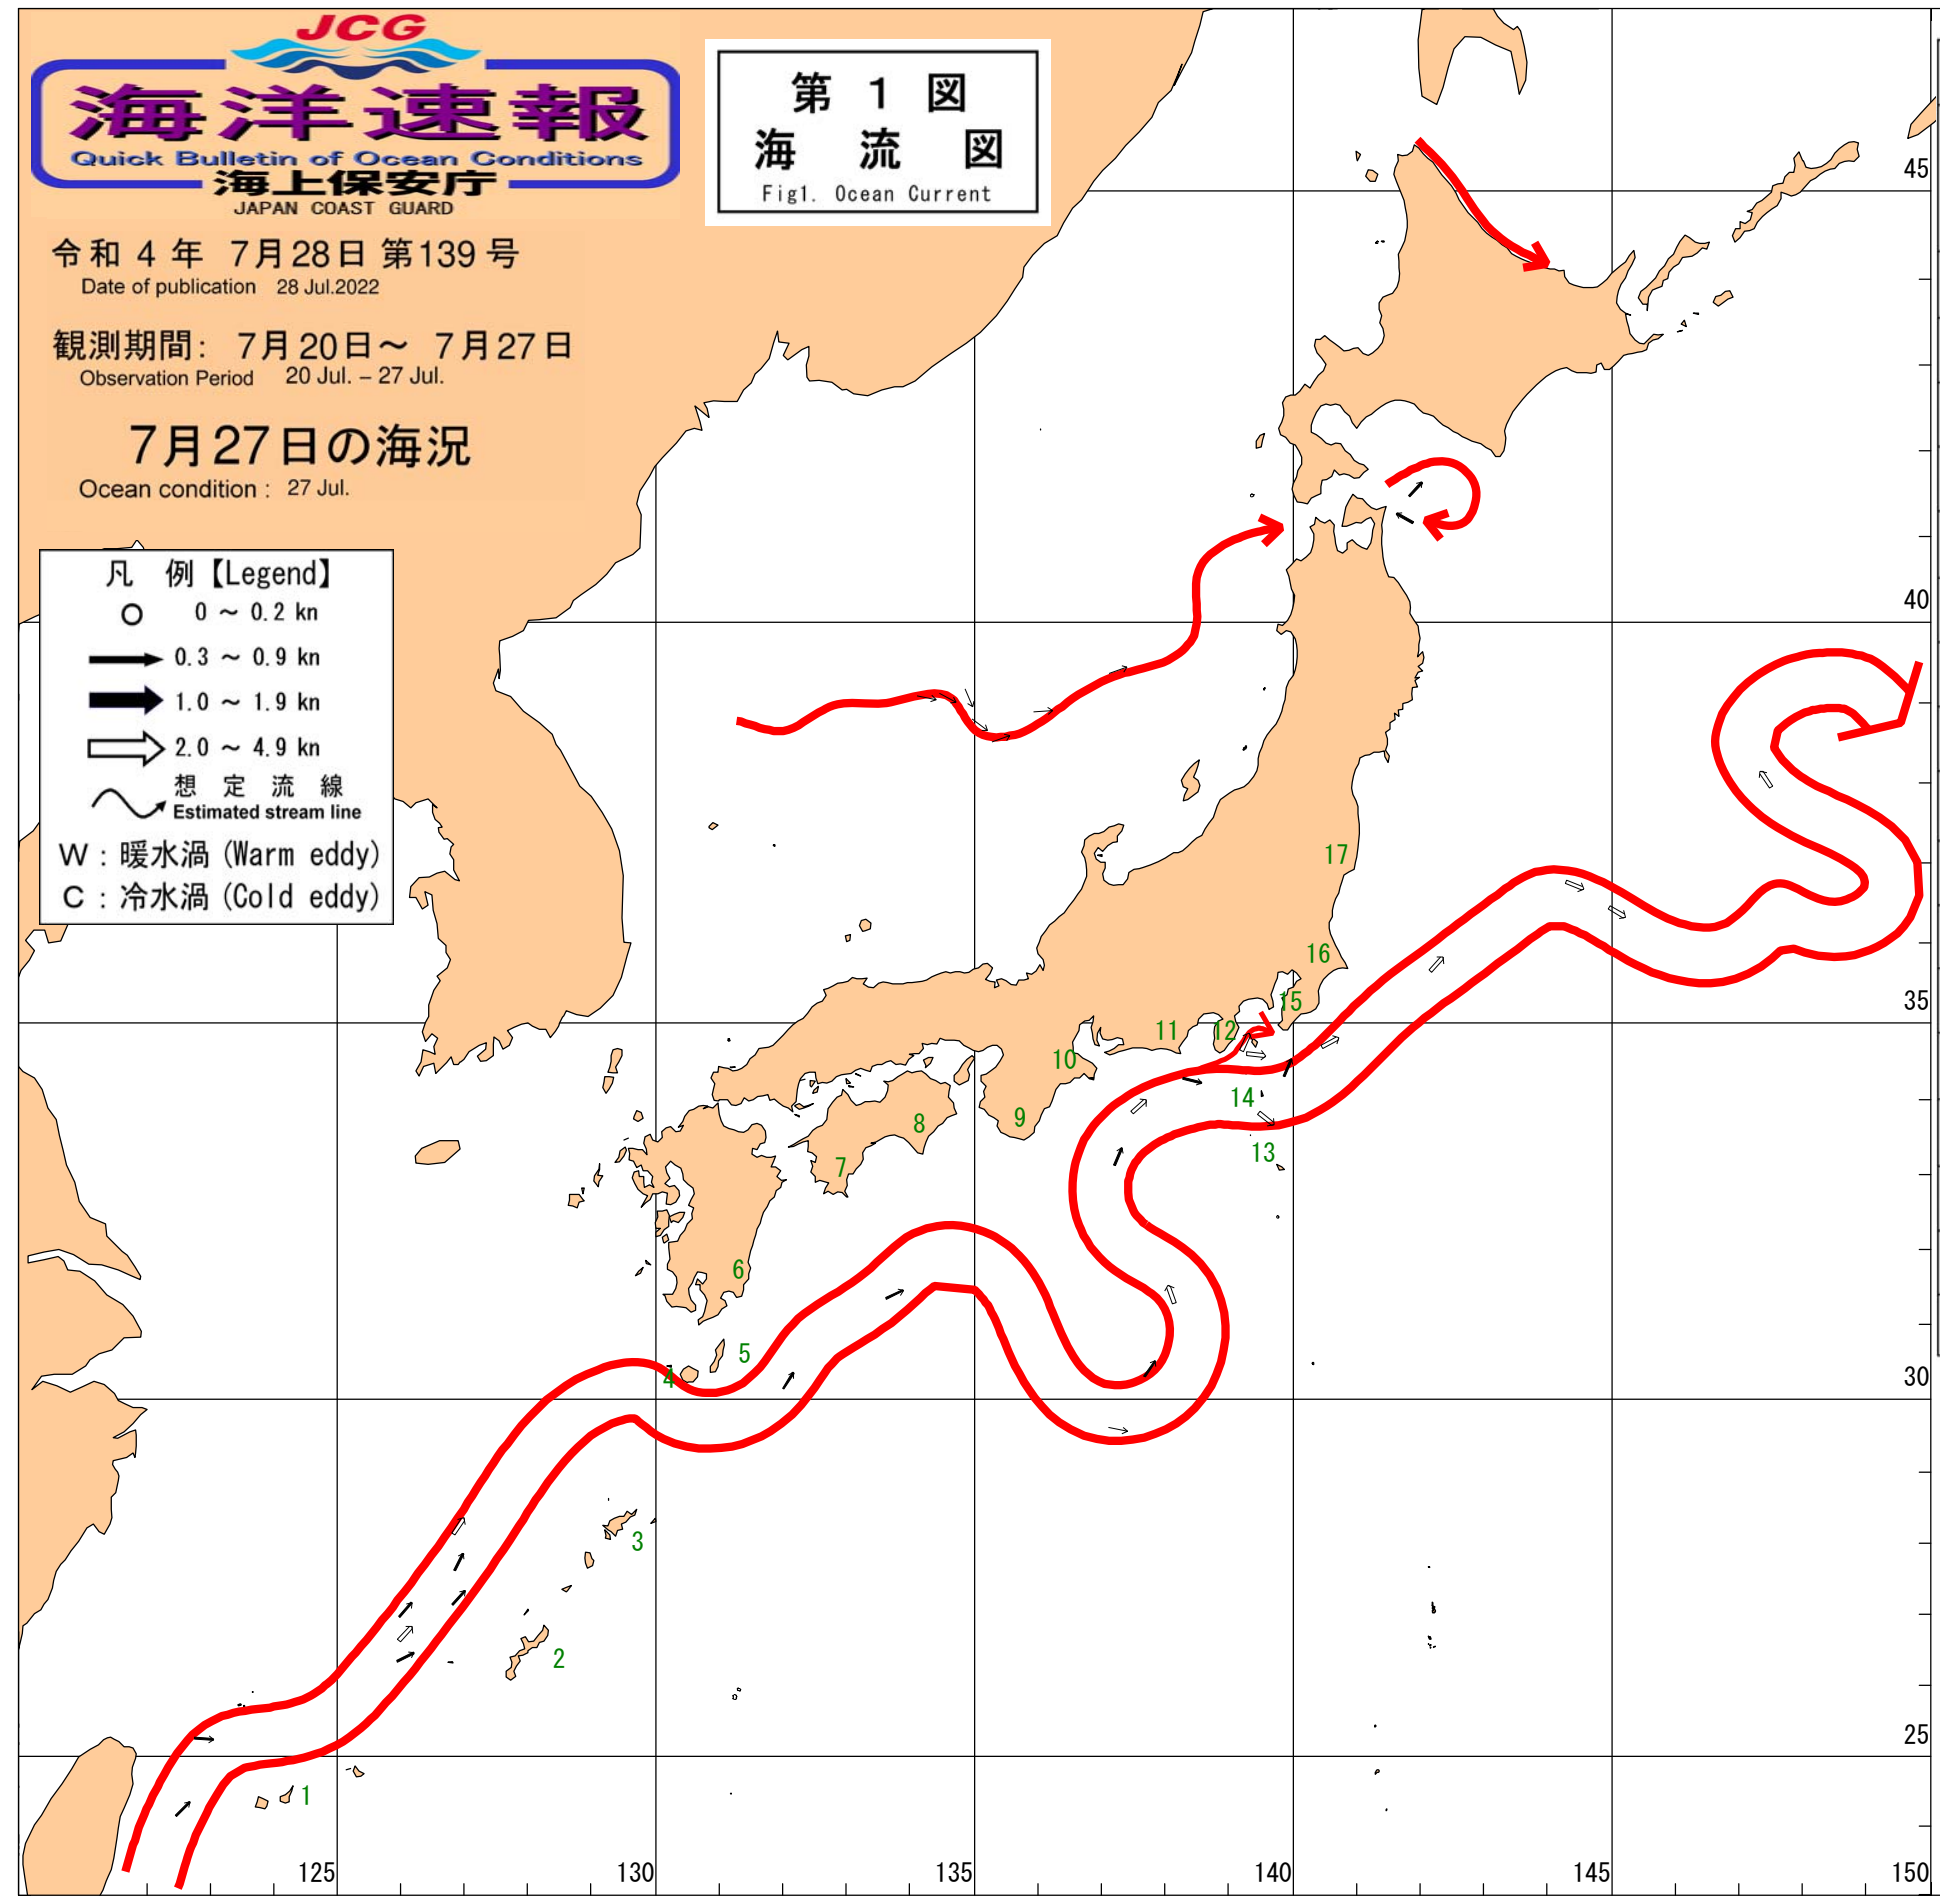 JCG
海洋速報
Quick Bulletin of Ocean Conditions
海上保安庁
JAPAN COAST GUARD
第 1 図
海 流 図
Fig1. Ocean Current
令和 4 年 7月28日 第139号
Date of publication 28 Jul.2022
観測期間: 7月20日~ 7月27日
Observation Period 20 Jul. – 27 Jul.
7月27日の海況
Ocean condition : 27 Jul.
凡 例【Legend】
0 ~ 0.2 kn
0.3 ~ 0.9 kn
1.0 ~ 1.9 kn
2.0 ~ 4.9 kn
想 定 流 線
Estimated stream line
W : 暖水渦 (Warm eddy)
C : 冷水渦 (Cold eddy)
45
40
35
30
25
17
16
15
12
11
10
14
9
8
13
7
6
5
4
3
2
1
125
130
135
140
145
150